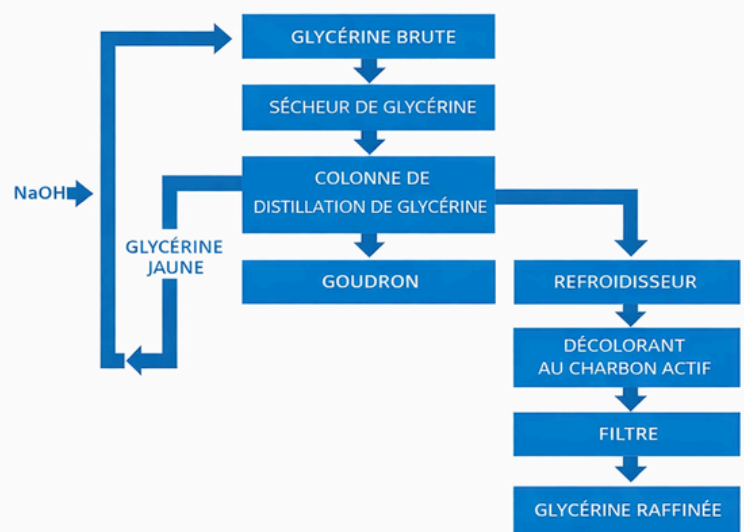 GLYCÉRINE BRUTE
SÉCHEUR DE GLYCÉRINE
COLONNE DE
DISTILLATION DE GLYCÉRINE
NaOH
GLYCÉRINE
JAUNE
GOUDRON
REFROIDISSEUR
DÉCOLORANT
AU CHARBON ACTIF
FILTRE
GLYCÉRINE RAFFINÉE